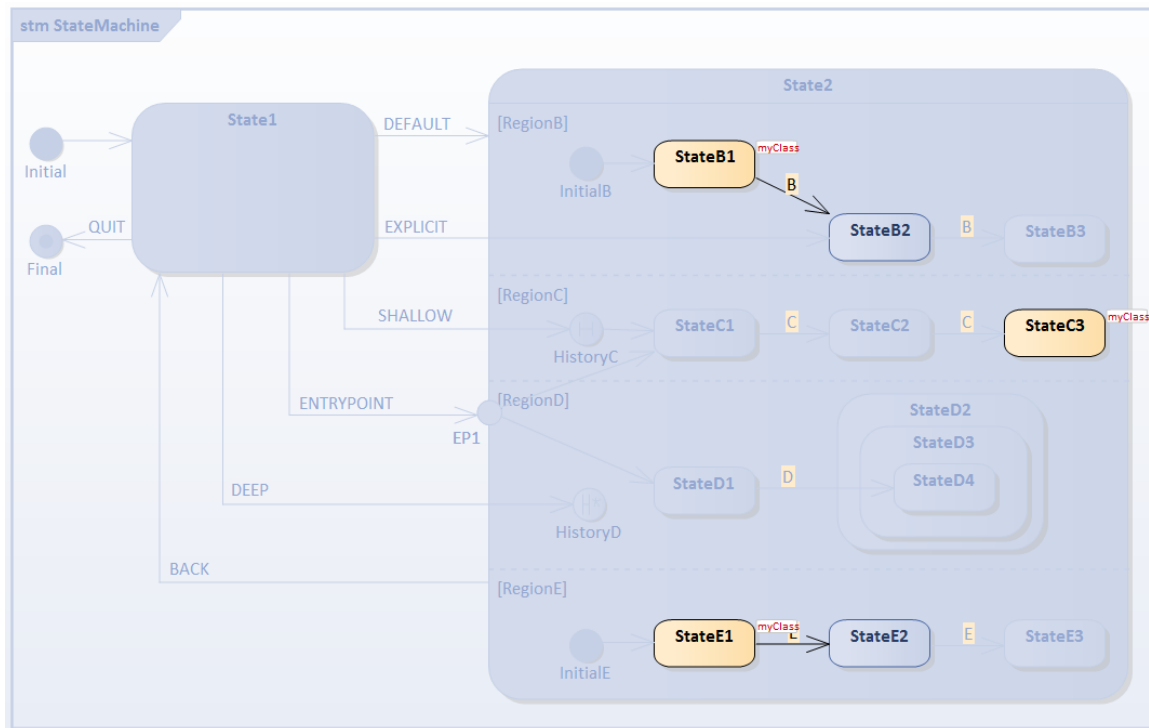 stm StateMachine
State2
State1
DEFAULT
[RegionB]
StateB1
myClass
Initial
InitialB
B
QUIT
EXPLICIT
StateB2
B
StateB3
Final
[RegionC]
SHALLOW
StateC1
C
StateC2
C
StateC3
myClass
HistoryC
ENTRYPOINT
[RegionD]
StateD2
EP1
StateD3
StateD1
D
StateD4
DEEP
HistoryD
BACK
[RegionE]
StateE1
myClass
StateE2
E
StateE3
InitialE